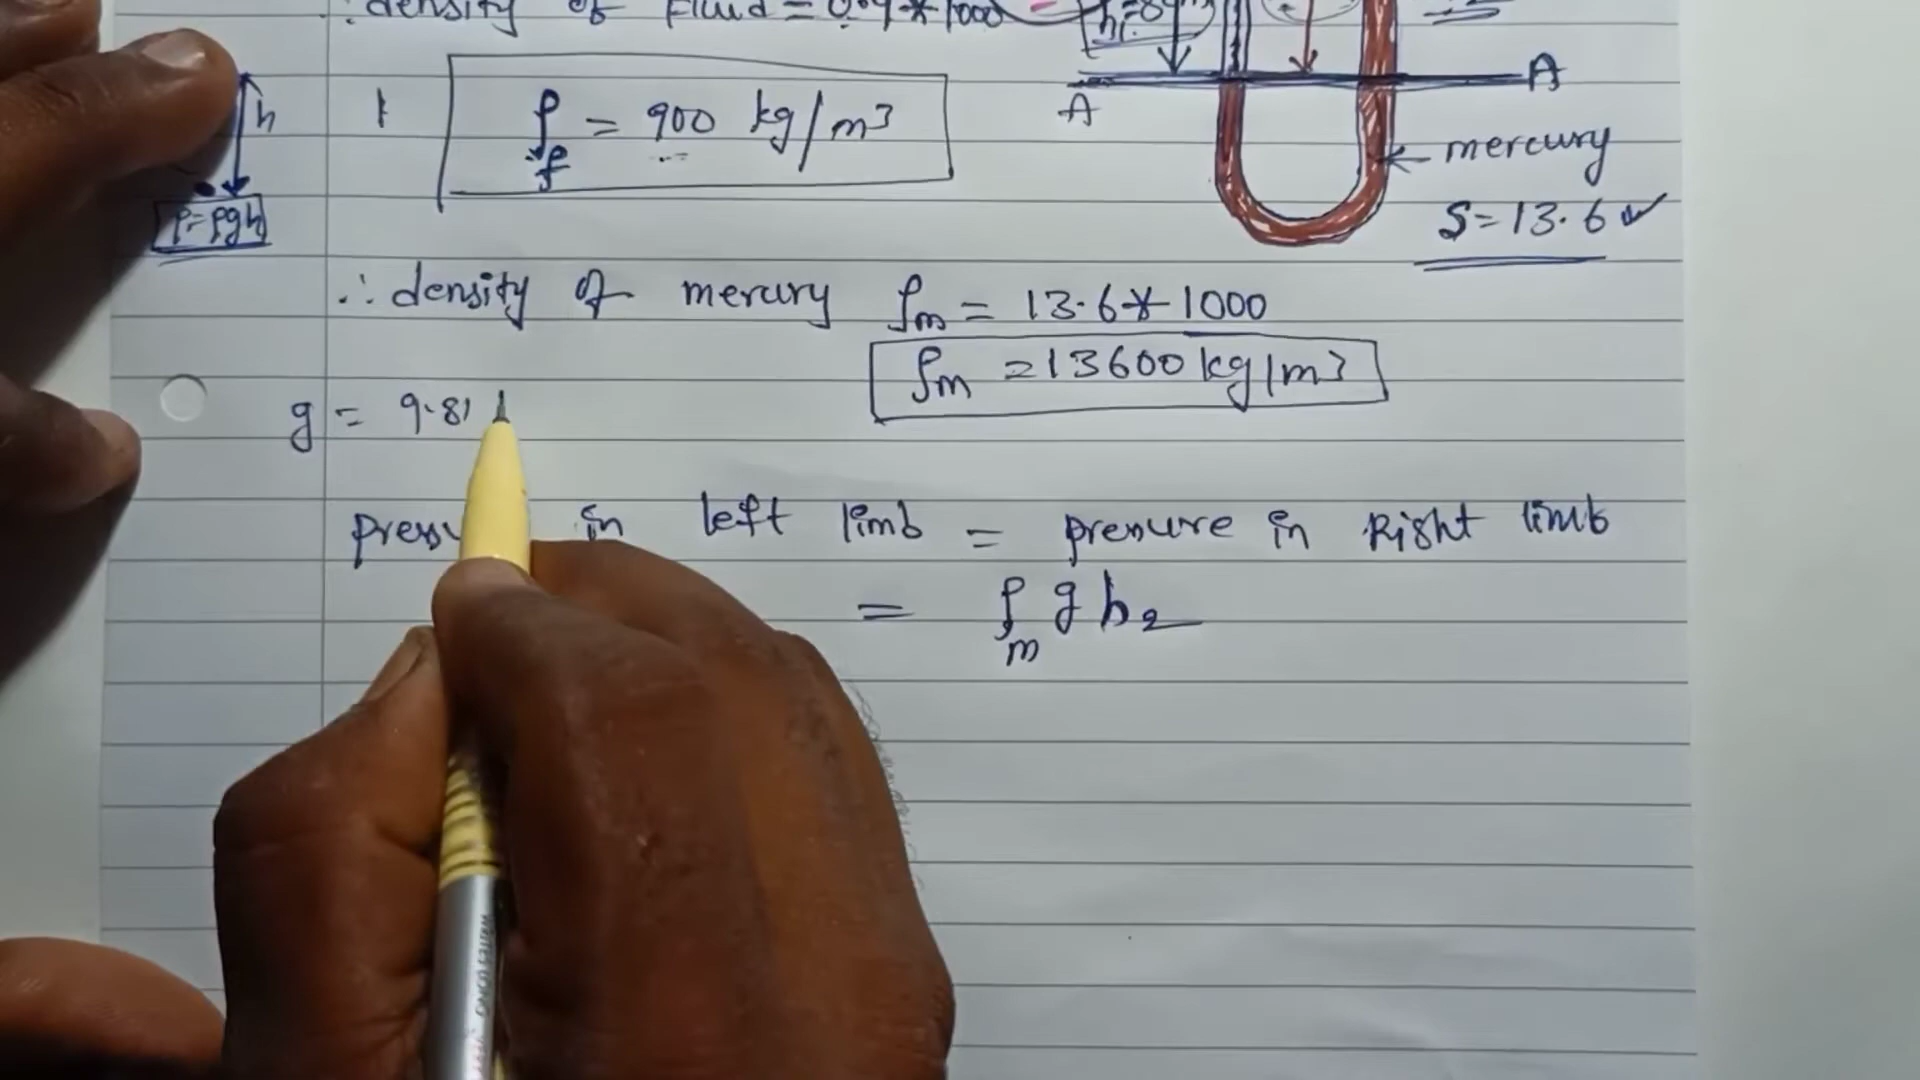 ∴ density of Fluid = 0.9 * 1000
h
ρf = 900 kg/m3
A
A
mercury
S = 13.6
P = ρgh
∴ density of mercury ρm = 13.6 * 1000
ρm = 13600 kg/m3
g = 9.81
in left limb = pressure in Right limb
= ρm g h2